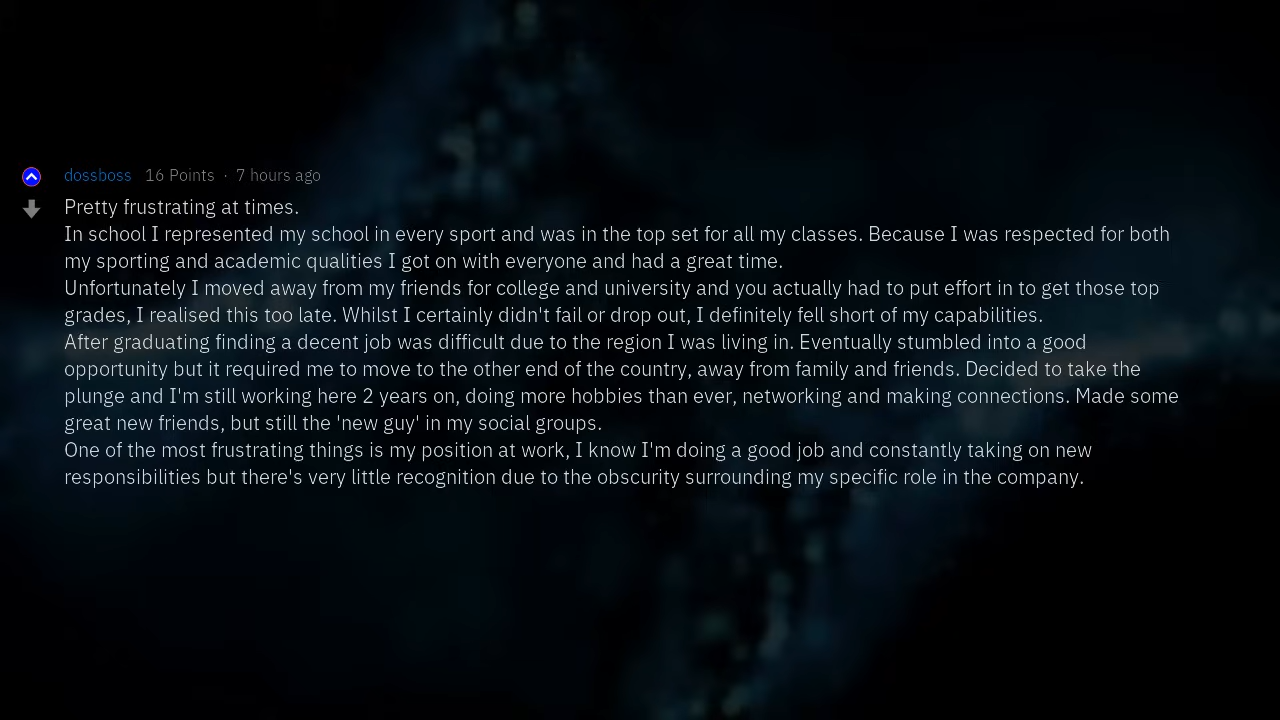 dossboss 16 Points · 7 hours ago
Pretty frustrating at times.
In school I represented my school in every sport and was in the top set for all my classes. Because I was respected for both
my sporting and academic qualities I got on with everyone and had a great time.
Unfortunately I moved away from my friends for college and university and you actually had to put effort in to get those top
grades, I realised this too late. Whilst I certainly didn't fail or drop out, I definitely fell short of my capabilities.
After graduating finding a decent job was difficult due to the region I was living in. Eventually stumbled into a good
opportunity but it required me to move to the other end of the country, away from family and friends. Decided to take the
plunge and I'm still working here 2 years on, doing more hobbies than ever, networking and making connections. Made some
great new friends, but still the 'new guy' in my social groups.
One of the most frustrating things is my position at work, I know I'm doing a good job and constantly taking on new
responsibilities but there's very little recognition due to the obscurity surrounding my specific role in the company.